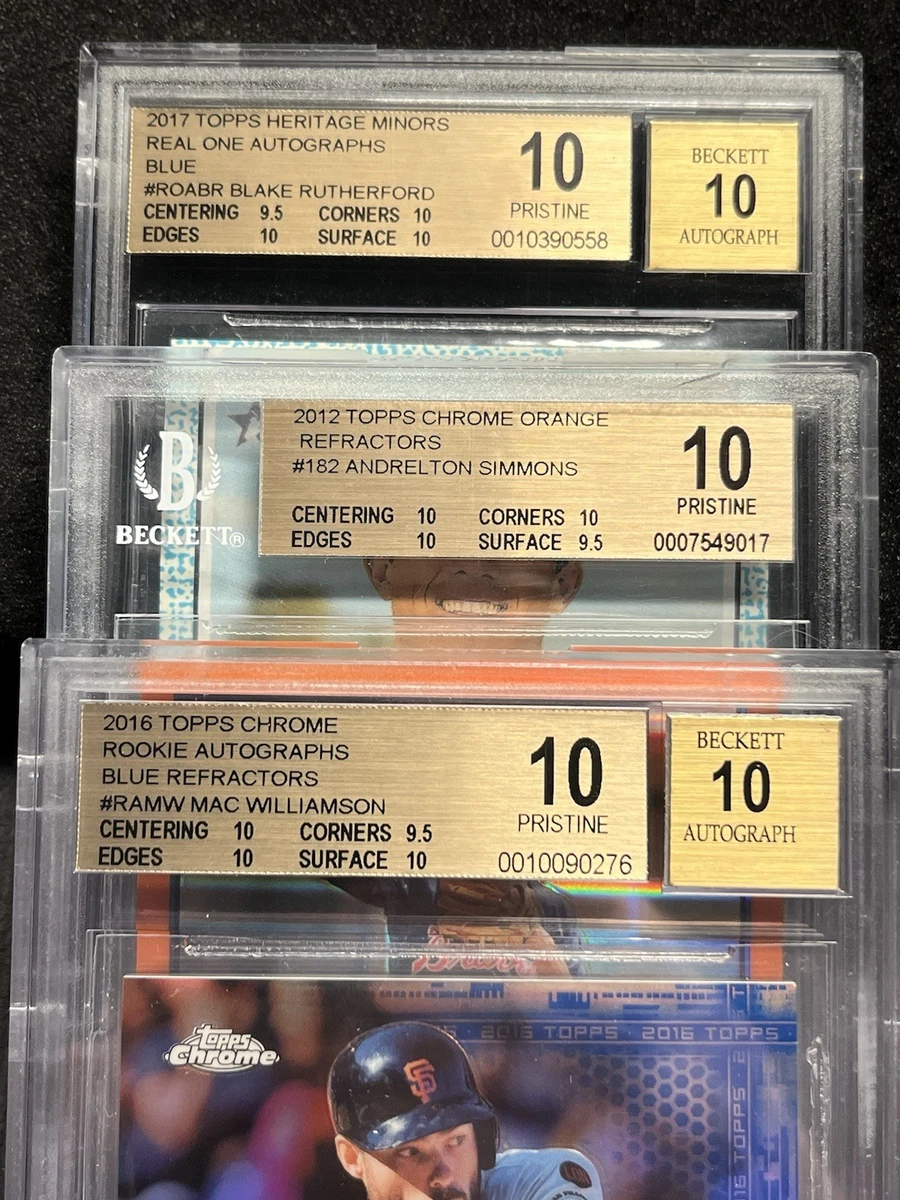 2017 TOPPS HERITAGE MINORS
REAL ONE AUTOGRAPHS
BLUE
#ROABR BLAKE RUTHERFORD
CENTERING 9.5 CORNERS 10
EDGES 10 SURFACE 10
10
PRISTINE
0010390558
BECKETT
10
AUTOGRAPH
B
BECKETT®
2012 TOPPS CHROME ORANGE
REFRACTORS
#182 ANDRELTON SIMMONS
CENTERING 10 CORNERS 10
EDGES 10 SURFACE 9.5
10
PRISTINE
0007549017
2016 TOPPS CHROME
ROOKIE AUTOGRAPHS
BLUE REFRACTORS
#RAMW MAC WILLIAMSON
CENTERING 10 CORNERS 9.5
EDGES 10 SURFACE 10
10
PRISTINE
0010090276
BECKETT
10
AUTOGRAPH
topps
Chrome
2016 TOPPS · 2016 TOPPS
TOPPS
SF